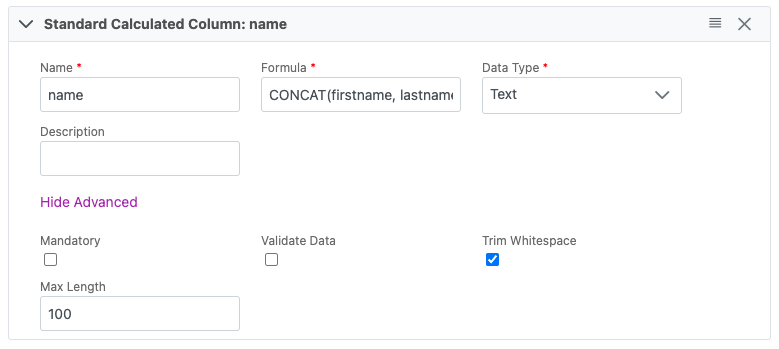 Standard Calculated Column: name
Name * Formula * Data Type *
name CONCAT(firstname, lastname Text
Description
Hide Advanced
Mandatory Validate Data Trim Whitespace
Max Length
100